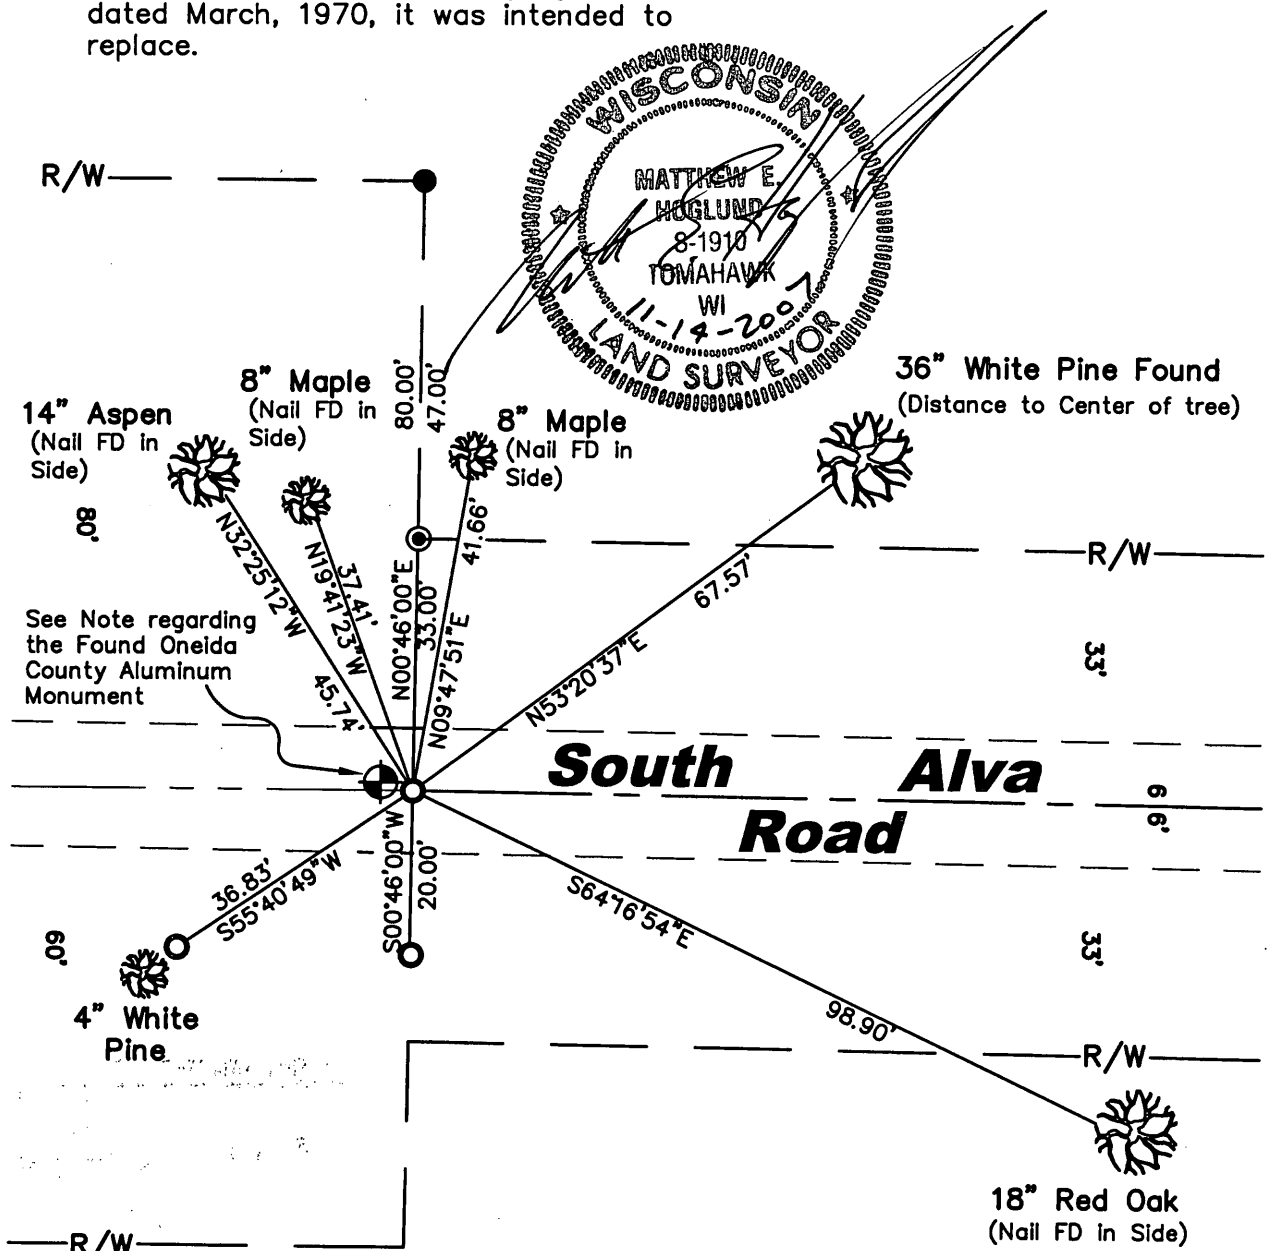 dated March, 1970, it was intended to
replace.
WISCONSIN
MATTHEW E.
HOGLUND
S-1910
TOMAHAWK
WI
11-14-2007
LAND SURVEYOR
R/W
80.00'
47.00'
8" Maple
(Nail FD in
Side)
14" Aspen
(Nail FD in
Side)
8" Maple
(Nail FD in
Side)
36" White Pine Found
(Distance to Center of tree)
80'
N32°25'12"W
45.74'
N19°41'23"W
37.41'
N00°46'00"E
33.00'
41.66'
N09°47'51"E
67.57'
N53°20'37"E
R/W
33'
See Note regarding
the Found Oneida
County Aluminum
Monument
South Alva
Road
6'
6'
36.83'
S55°40'49"W
S00°46'00"W
20.00'
S64°16'54"E
98.90'
33'
60'
4" White
Pine
R/W
18" Red Oak
(Nail FD in Side)
R/W